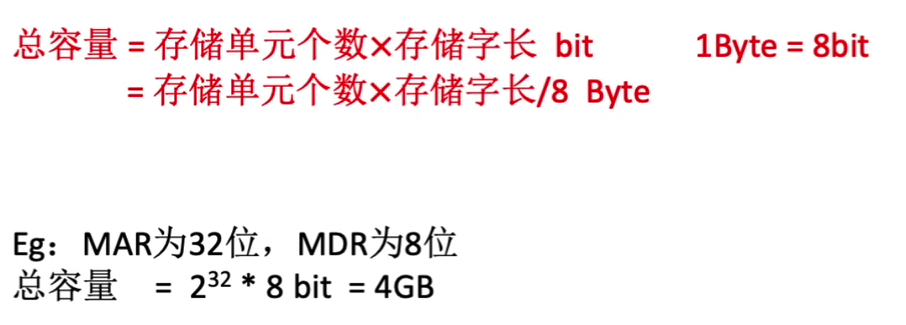 总容量 = 存储单元个数×存储字长 bit 1Byte = 8bit
= 存储单元个数×存储字长/8 Byte
Eg：MAR为32位，MDR为8位
总容量 = 2³² * 8 bit = 4GB